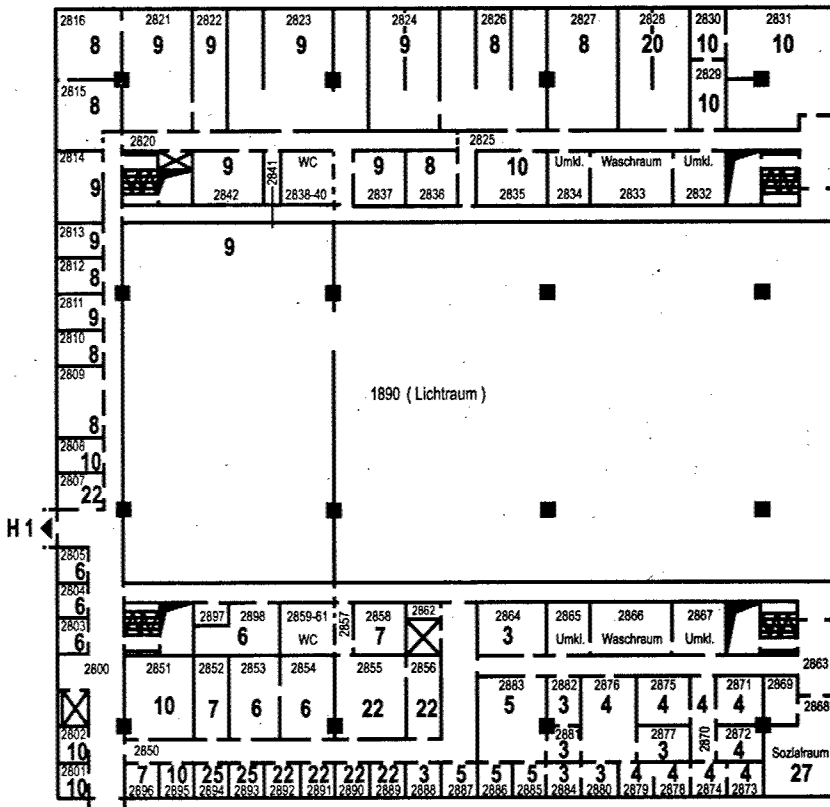 2816 2821 2822 2823 2824 2826 2827 2828 2830 2831
8 9 9 9 9 8 8 20 10 10
2815 2829
8 10
2820 2825
2814 9 2841 WC 9 8 10 Umkl. Waschraum Umkl.
9 2842 2838-40 2837 2836 2835 2834 2833 2832
2813 9
9
2812
8
2811
9
2810
8
2809
1890 ( Lichtraum )
8
2808
10
2807
22
H 1
2805
6
2804 2897 2898 2859-61 2857 2858 2862 2864 2865 2866 2867
6
2803 6 WC 7 3 Umkl. Waschraum Umkl.
6
2800 2851 2852 2853 2854 2855 2856 2863
2883 2882 2876 2875 2871 2869
10 7 6 6 22 22 5 3 4 4 4 4 2868
2802 2881 2877 2870 2872
10 2850 3 3 4 Sozialraum
2801 7 10 25 25 22 22 22 22 3 5 5 5 3 3 4 4 4 4 27
10 2896 2895 2894 2893 2892 2891 2890 2889 2888 2887 2886 2885 2884 2880 2879 2878 2874 2873